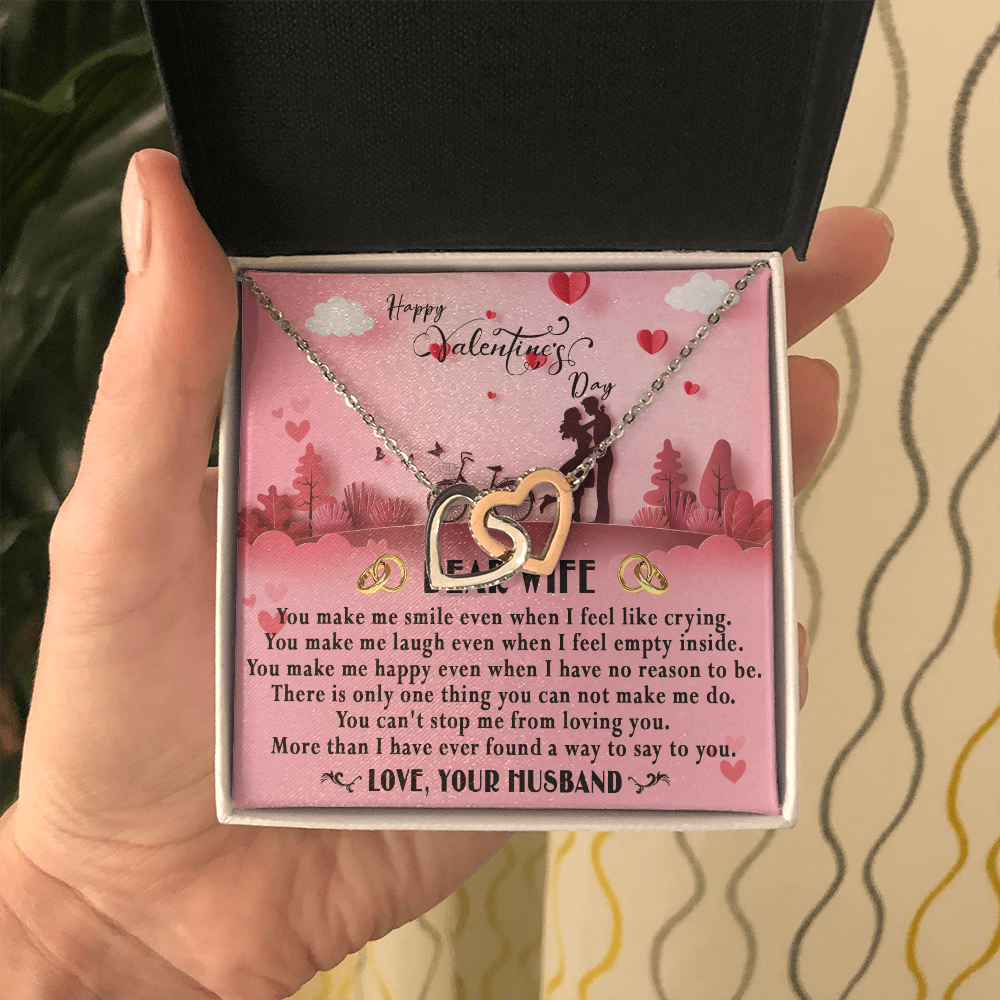 Happy
Valentine's
Day
DEAR WIFE
You make me smile even when I feel like crying.
You make me laugh even when I feel empty inside.
You make me happy even when I have no reason to be.
There is only one thing you can not make me do.
You can't stop me from loving you.
More than I have ever found a way to say to you.
LOVE, YOUR HUSBAND